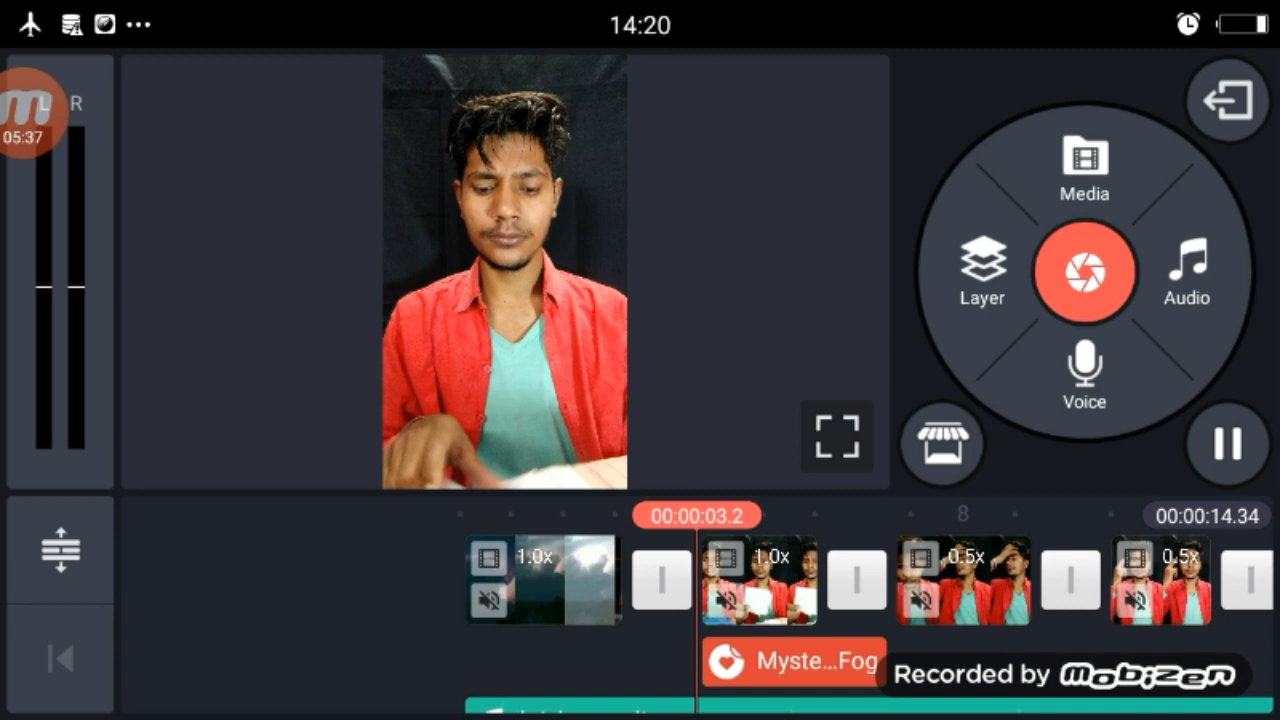 14:20
L R
05:37
Media
Layer
Audio
Voice
00:00:03.2
8
00:00:14.34
1.0x
1.0x
0.5x
0.5x
Myste...Fog
Recorded by mobizen